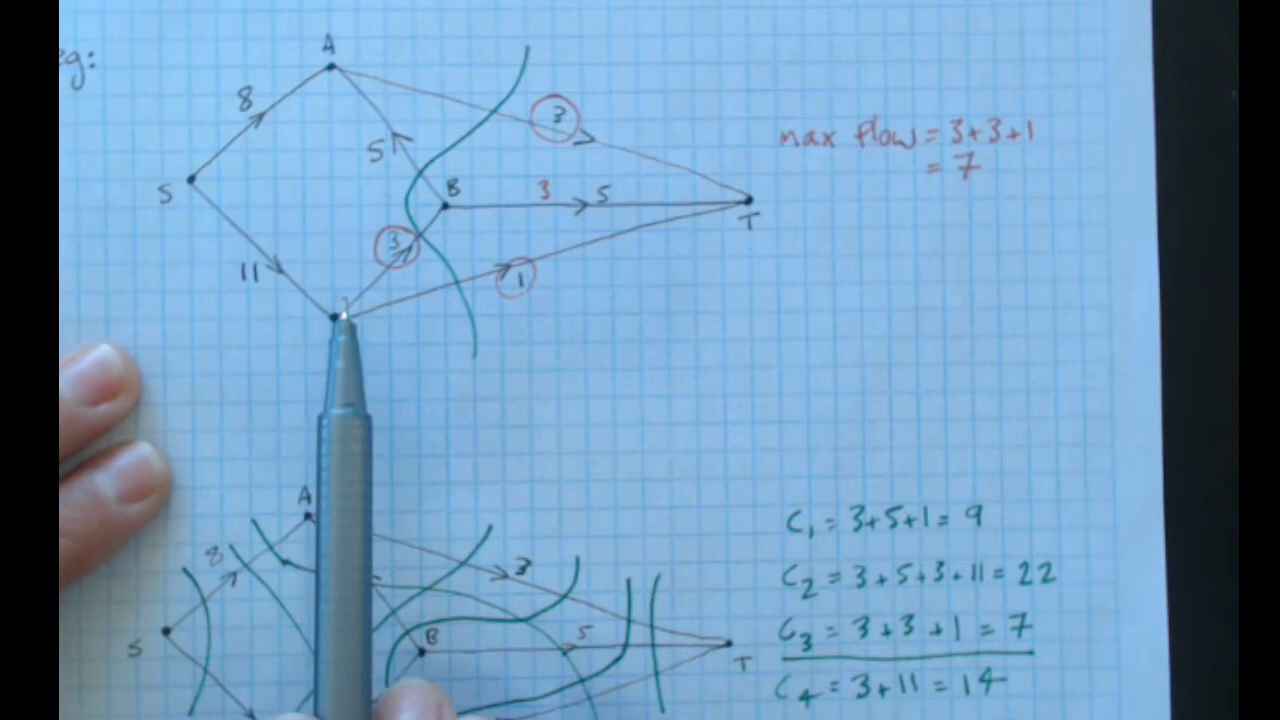 eg:
A
8
3
max flow = 3+3+1
= 7
5
S
B
3
5
T
3
11
1
A
C₁ = 3+5+1 = 9
8
3
C₂ = 3+5+3+11 = 22
S
B
5
T
C₃ = 3+3+1 = 7
C₄ = 3+11 = 14